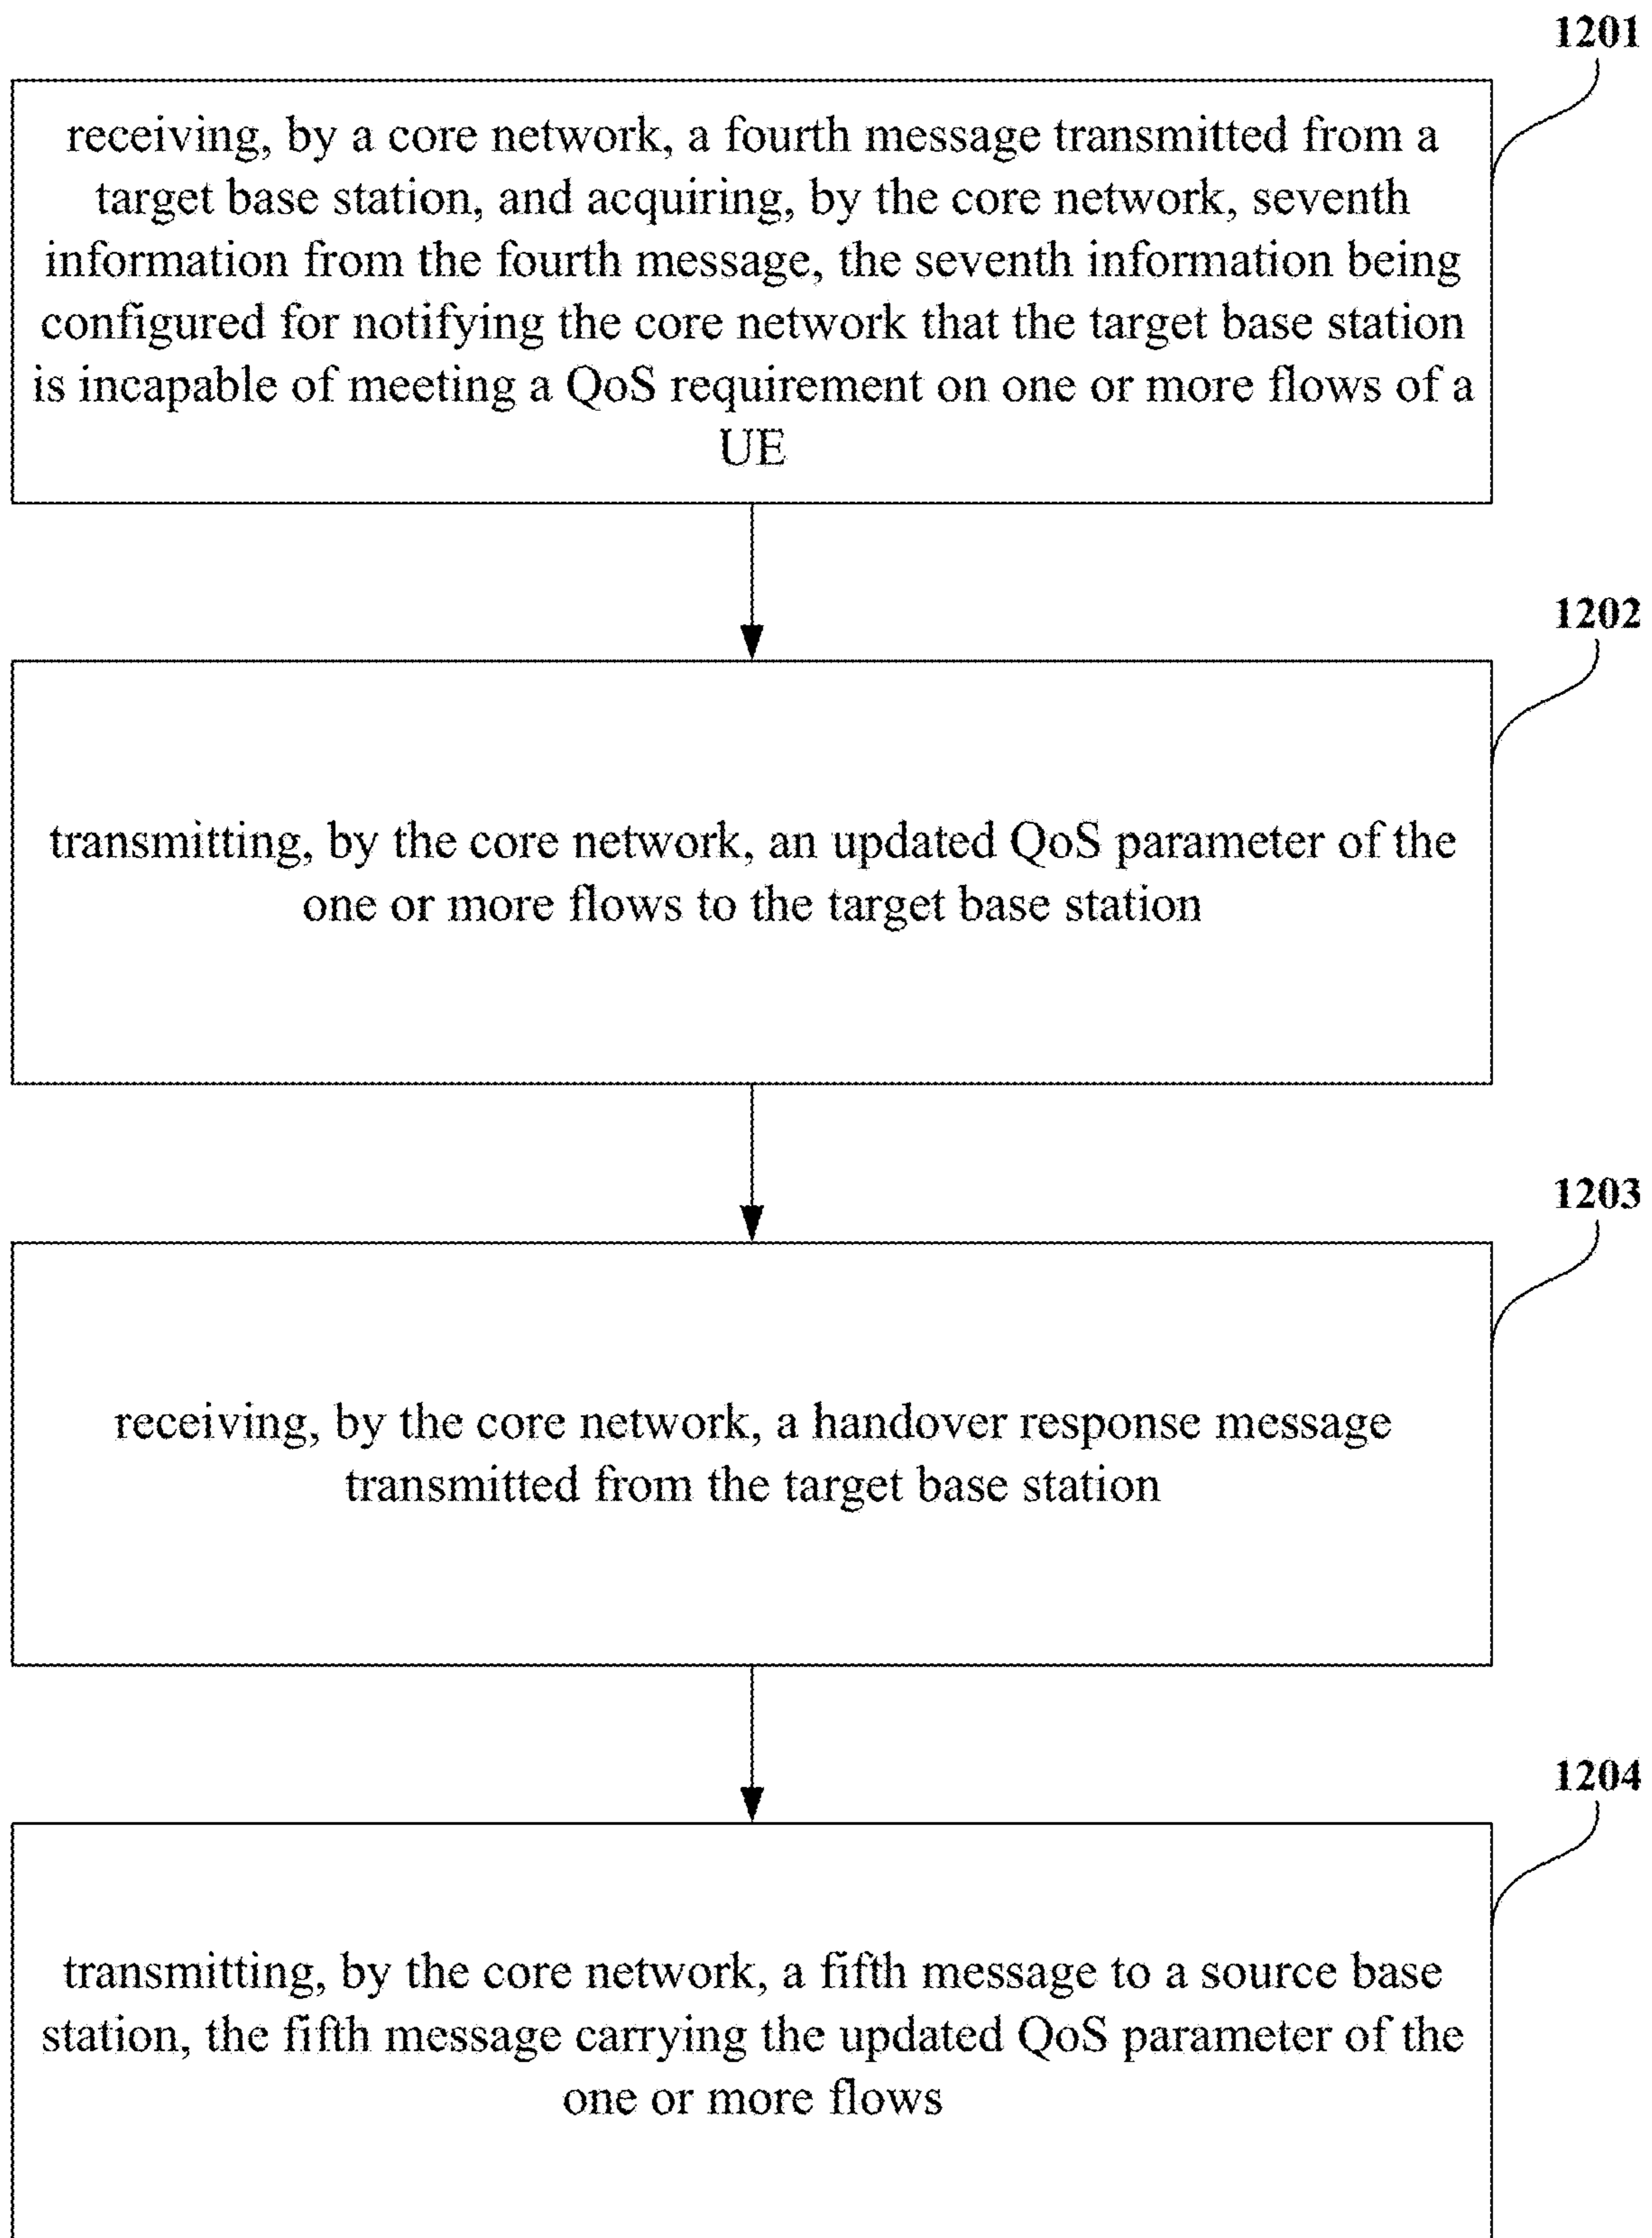 1201
receiving, by a core network, a fourth message transmitted from a
target base station, and acquiring, by the core network, seventh
information from the fourth message, the seventh information being
configured for notifying the core network that the target base station
is incapable of meeting a QoS requirement on one or more flows of a
UE
1202
transmitting, by the core network, an updated QoS parameter of the
one or more flows to the target base station
1203
receiving, by the core network, a handover response message
transmitted from the target base station
1204
transmitting, by the core network, a fifth message to a source base
station, the fifth message carrying the updated QoS parameter of the
one or more flows